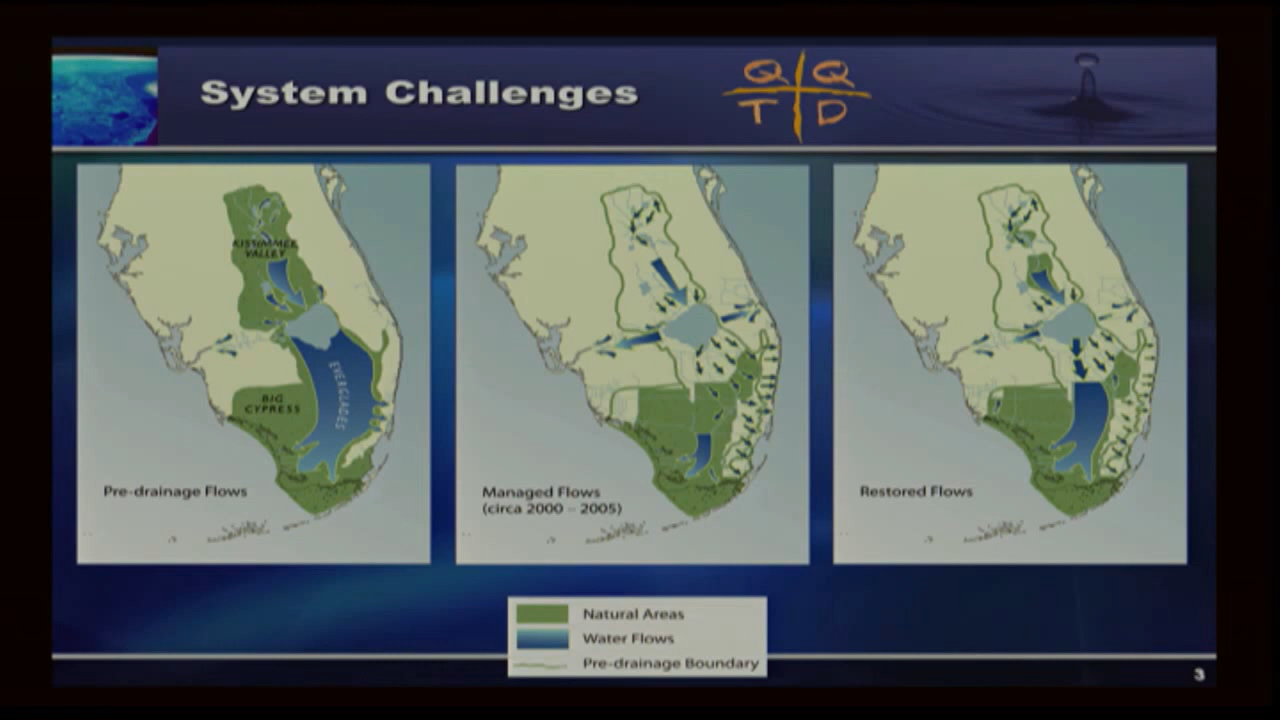 System Challenges
Q Q
T D
KISSIMMEE
VALLEY
EVERGLADES
BIG
CYPRESS
Pre-drainage Flows
Managed Flows
(circa 2000 – 2005)
Restored Flows
Natural Areas
Water Flows
Pre-drainage Boundary
3